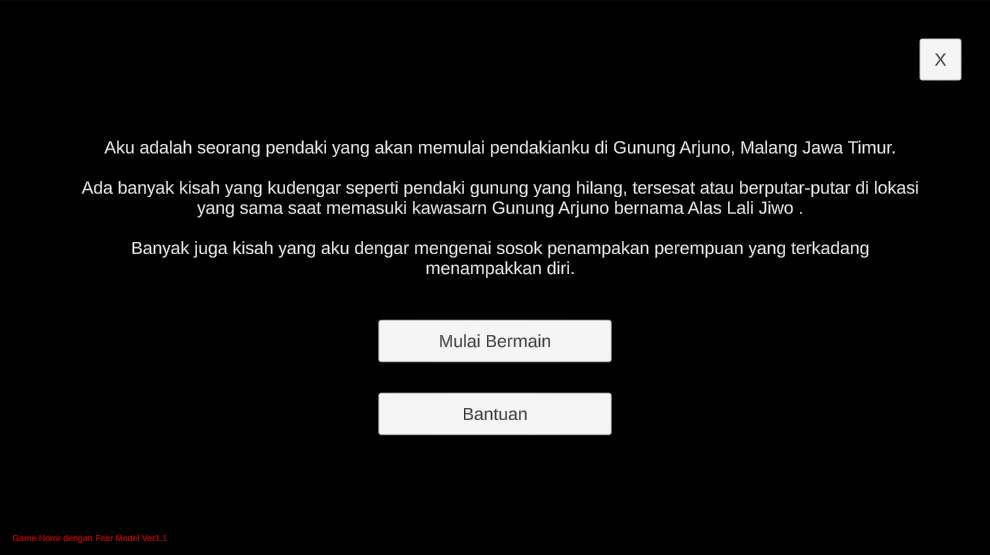 X
Aku adalah seorang pendaki yang akan memulai pendakianku di Gunung Arjuno, Malang Jawa Timur.
Ada banyak kisah yang kudengar seperti pendaki gunung yang hilang, tersesat atau berputar-putar di lokasi
yang sama saat memasuki kawasarn Gunung Arjuno bernama Alas Lali Jiwo .
Banyak juga kisah yang aku dengar mengenai sosok penampakan perempuan yang terkadang
menampakkan diri.
Mulai Bermain
Bantuan
Game Horor dengan Fear Model Ver1.1